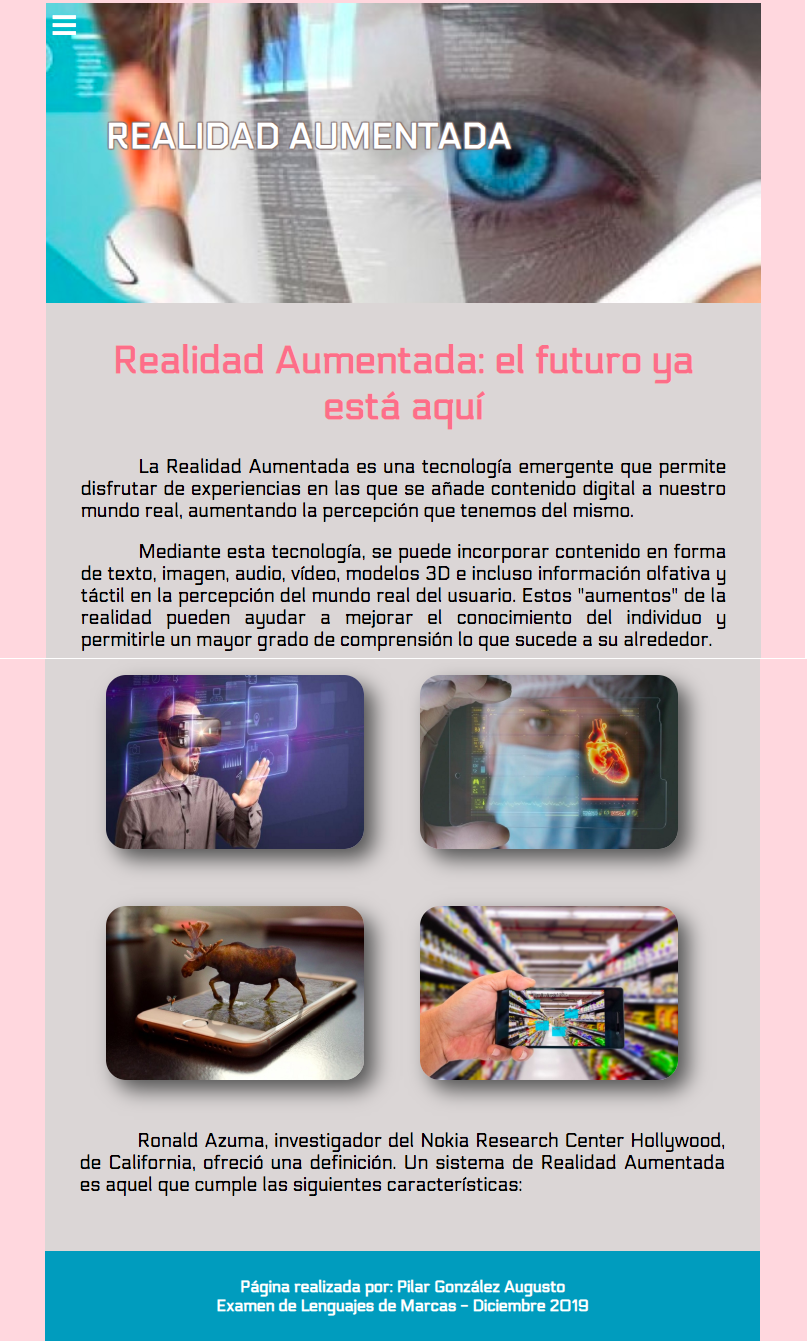 REALIDAD AUMENTADA
Realidad Aumentada: el futuro ya
está aquí
La Realidad Aumentada es una tecnología emergente que permite
disfrutar de experiencias en las que se añade contenido digital a nuestro
mundo real, aumentando la percepción que tenemos del mismo.
Mediante esta tecnología, se puede incorporar contenido en forma
de texto, imagen, audio, vídeo, modelos 3D e incluso información olfativa y
táctil en la percepción del mundo real del usuario. Estos "aumentos" de la
realidad pueden ayudar a mejorar el conocimiento del individuo y
permitirle un mayor grado de comprensión lo que sucede a su alrededor.
Ronald Azuma, investigador del Nokia Research Center Hollywood,
de California, ofreció una definición. Un sistema de Realidad Aumentada
es aquel que cumple las siguientes características:
Página realizada por: Pilar González Augusto
Examen de Lenguajes de Marcas - Diciembre 2019